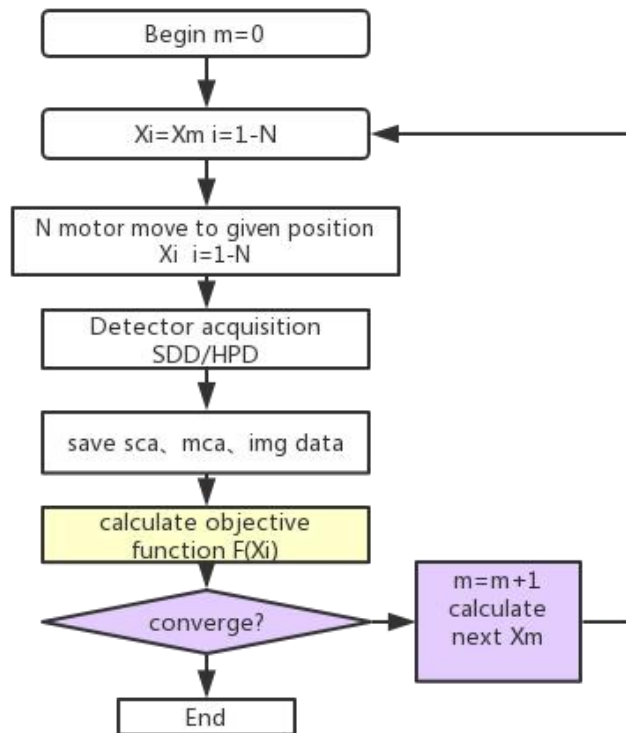 Begin m=0
Xi=Xm i=1-N
N motor move to given position
Xi i=1-N
Detector acquisition
SDD/HPD
save sca、mca、img data
calculate objective
function F(Xi)
converge?
m=m+1
calculate
next Xm
End